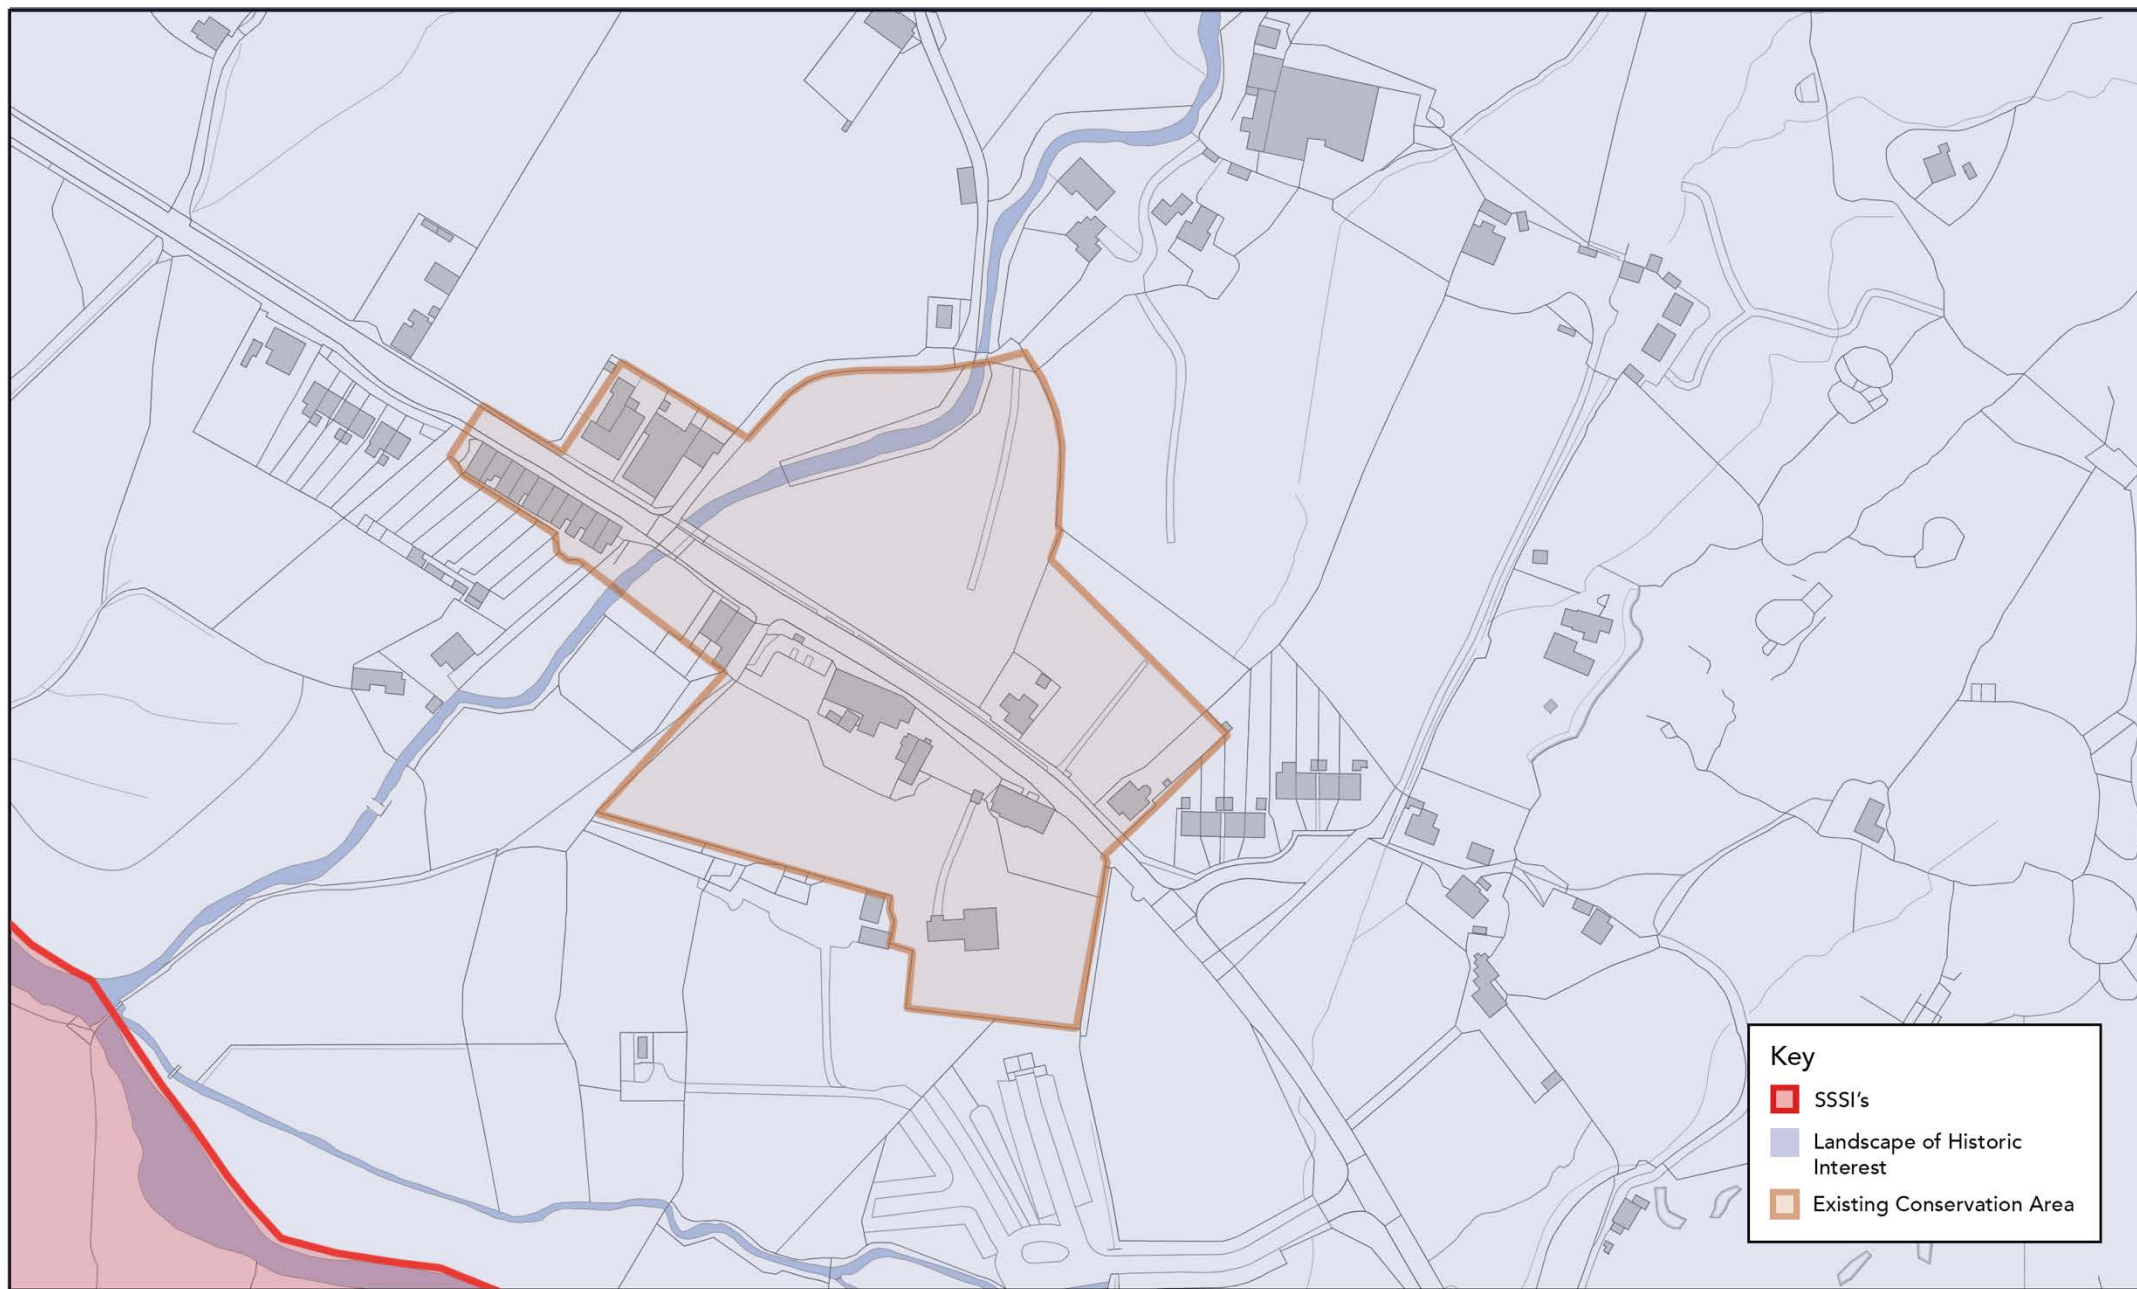 Key
SSSI's
Landscape of Historic
Interest
Existing Conservation Area